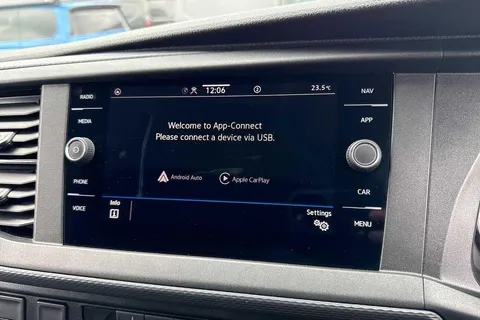 RADIO
MEDIA
PHONE
VOICE
12:06
23.5°C
Welcome to App-Connect
Please connect a device via USB.
Android Auto
Apple CarPlay
Info
Settings
NAV
APP
CAR
MENU